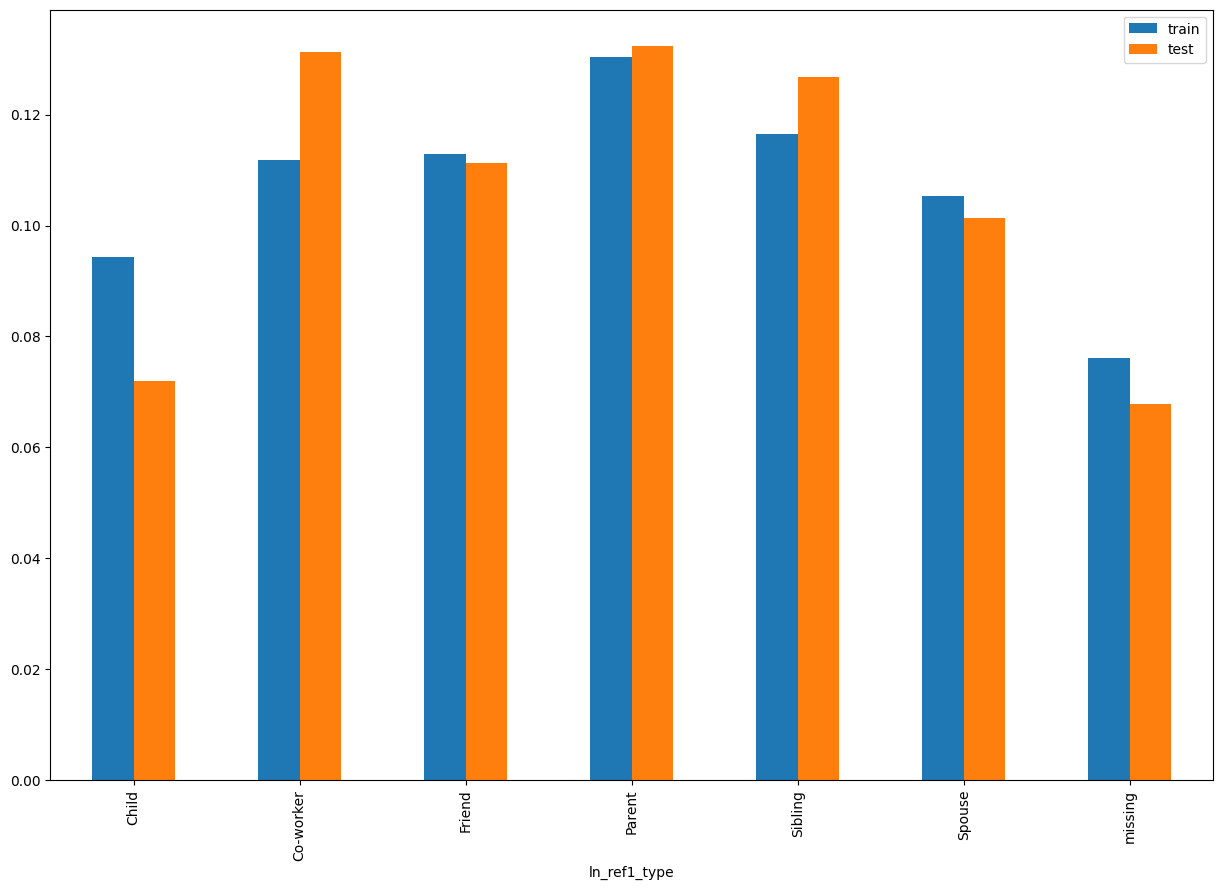 train
test
0.12
0.10
0.08
0.06
0.04
0.02
0.00
Child
Co-worker
Friend
Parent
Sibling
Spouse
missing
ln_ref1_type